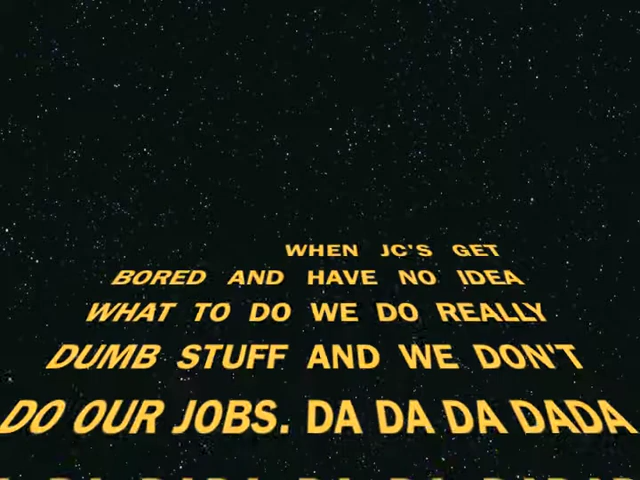 WHEN JC'S GET
BORED AND HAVE NO IDEA
WHAT TO DO WE DO REALLY
DUMB STUFF AND WE DON'T
DO OUR JOBS. DA DA DA DADA